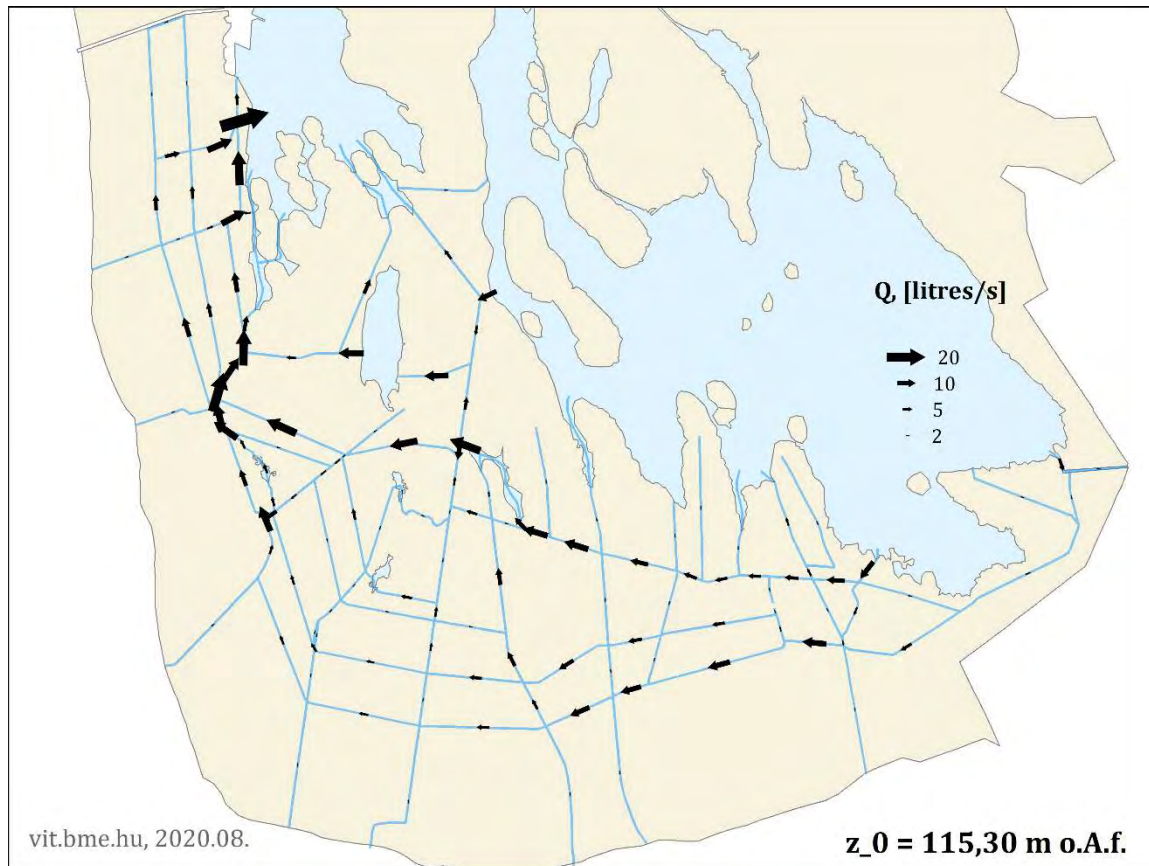 Q, [litres/s]
20
10
5
2
vit.bme.hu, 2020.08.
z_0 = 115,30 m o.A.f.